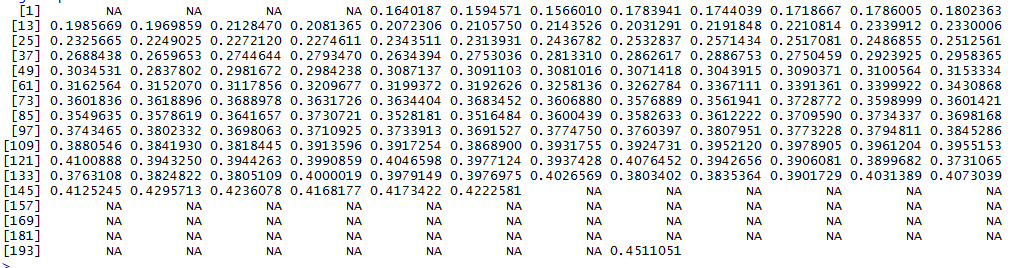 [1] NA NA NA NA 0.1640187 0.1594571 0.1566010 0.1783941 0.1744039 0.1718667 0.1786005 0.1802363
[13] 0.1985669 0.1969859 0.2128470 0.2081365 0.2072306 0.2105750 0.2143526 0.2031291 0.2191848 0.2210814 0.2339912 0.2330006
[25] 0.2325665 0.2249025 0.2272120 0.2274611 0.2343511 0.2313931 0.2436782 0.2532837 0.2571434 0.2517081 0.2486855 0.2512561
[37] 0.2688438 0.2659653 0.2744644 0.2793470 0.2634394 0.2753036 0.2813310 0.2862617 0.2886753 0.2750459 0.2923925 0.2958365
[49] 0.3034531 0.2837802 0.2981672 0.2984238 0.3087137 0.3091103 0.3081016 0.3071418 0.3043915 0.3090371 0.3100564 0.3153334
[61] 0.3162564 0.3152070 0.3117856 0.3209677 0.3199372 0.3192626 0.3258136 0.3262784 0.3367111 0.3391361 0.3399922 0.3430868
[73] 0.3601836 0.3618896 0.3688978 0.3631726 0.3634404 0.3683452 0.3606880 0.3576889 0.3561941 0.3728772 0.3598999 0.3601421
[85] 0.3549635 0.3578619 0.3641657 0.3730721 0.3528181 0.3516484 0.3600439 0.3582633 0.3612222 0.3709590 0.3734337 0.3698168
[97] 0.3743465 0.3802332 0.3698063 0.3710925 0.3733913 0.3691527 0.3774750 0.3760397 0.3807951 0.3773228 0.3794811 0.3845286
[109] 0.3880546 0.3841930 0.3818445 0.3913596 0.3917254 0.3868900 0.3931755 0.3924731 0.3952120 0.3978905 0.3961204 0.3955153
[121] 0.4100888 0.3943250 0.3944263 0.3990859 0.4046598 0.3977124 0.3937428 0.4076452 0.3942656 0.3906081 0.3899682 0.3731065
[133] 0.3763108 0.3824822 0.3805109 0.4000019 0.3979149 0.3976975 0.4026569 0.3803402 0.3835364 0.3901729 0.4031389 0.4073039
[145] 0.4125245 0.4295713 0.4236081 0.4168177 0.4173422 0.4222581 NA NA NA NA NA NA
[157] NA NA NA NA NA NA NA NA NA NA NA NA
[169] NA NA NA NA NA NA NA NA NA NA NA NA
[181] NA NA NA NA NA NA NA NA NA NA NA NA
[193] NA NA NA NA NA 0.4511051
>